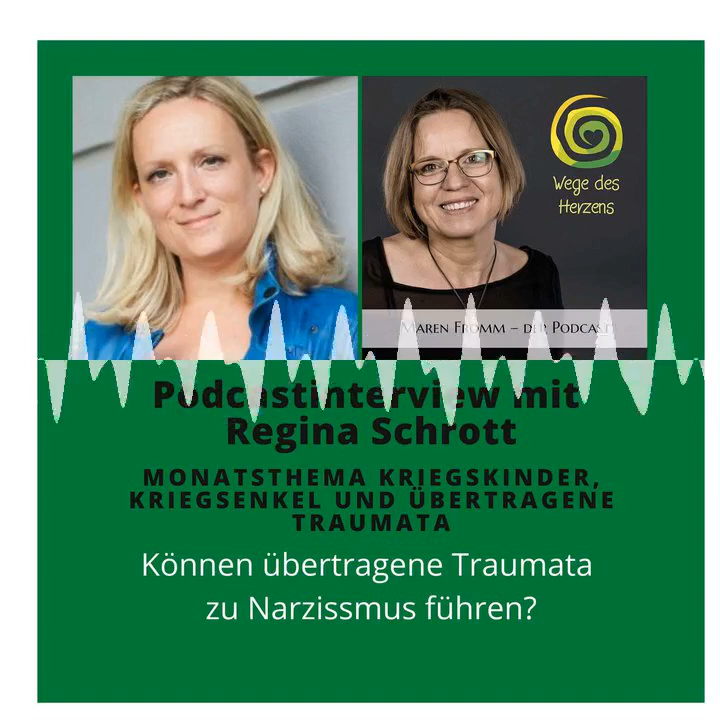 Wege des
Herzens
Maren Fromm – der Podcast
Podcastinterview mit
Regina Schrott
MONATSTHEMA KRIEGSKINDER,
KRIEGSENKEL UND ÜBERTRAGENE
TRAUMATA
Können übertragene Traumata
zu Narzissmus führen?